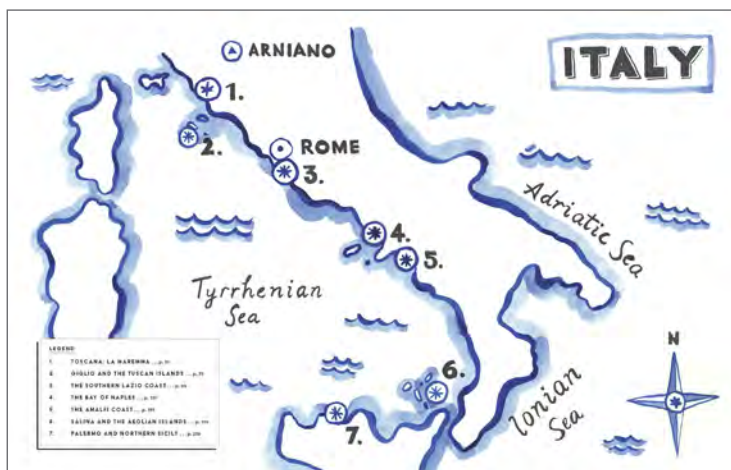 ITALY
ARNIANO
1.
2.
ROME
3.
4.
5.
6.
7.
Adriatic Sea
Tyrrhenian
Sea
Ionian
Sea
N
LEGEND
1. TOSCANA: LA MAREMMA
2. GIGLIO AND THE TUSCAN ISLANDS
3. THE SOUTHERN LAZIO COAST
4. THE BAY OF NAPLES
5. THE AMALFI COAST
6. SALINA AND THE AEOLIAN ISLANDS
7. PALERMO AND NORTHERN SICILY